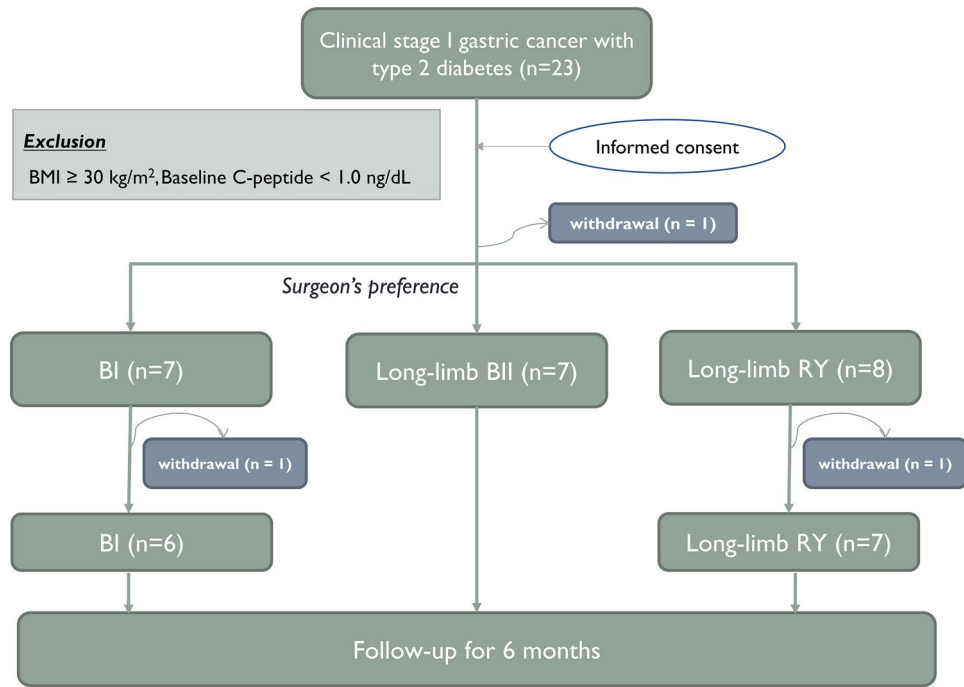 Clinical stage I gastric cancer with
type 2 diabetes (n=23)
Exclusion
BMI ≥ 30 kg/m², Baseline C-peptide < 1.0 ng/dL
Informed consent
withdrawal (n = 1)
Surgeon's preference
BI (n=7)
Long-limb BII (n=7)
Long-limb RY (n=8)
withdrawal (n = 1)
withdrawal (n = 1)
BI (n=6)
Long-limb RY (n=7)
Follow-up for 6 months